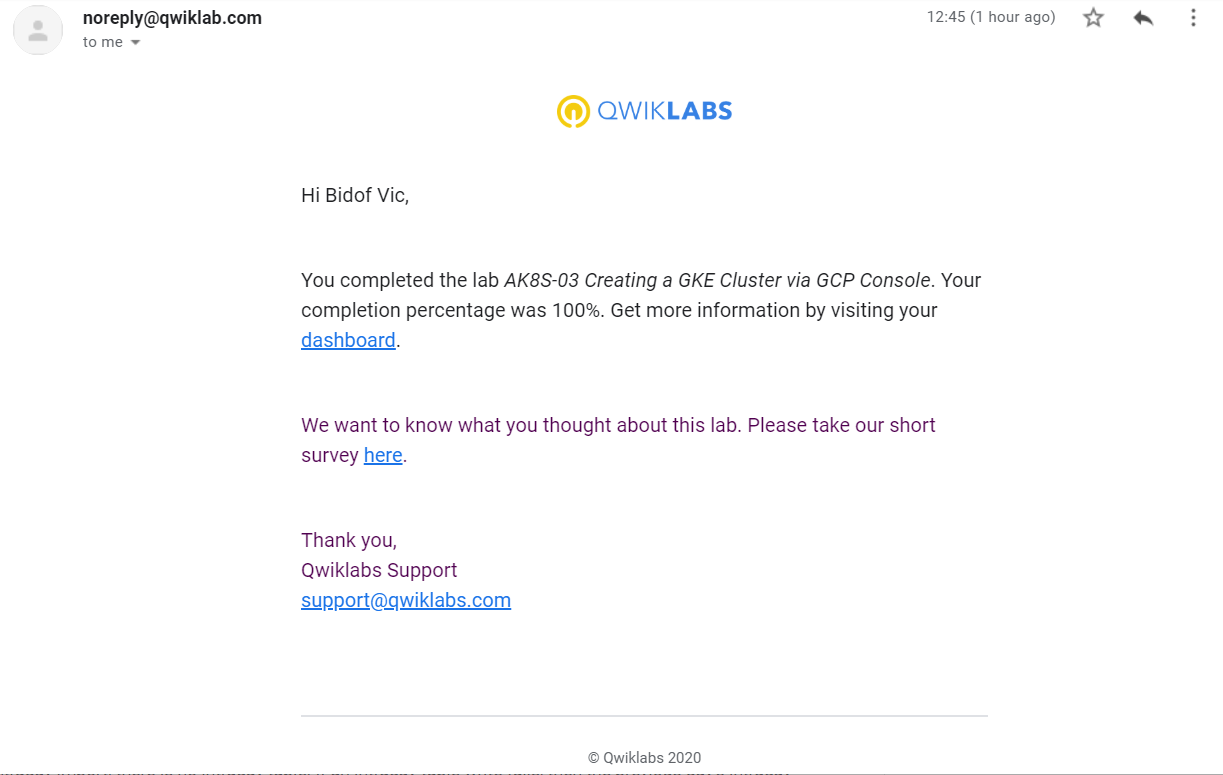 noreply@qwiklab.com
12:45 (1 hour ago)
to me
QWIKLABS
Hi Bidof Vic,
You completed the lab AK8S-03 Creating a GKE Cluster via GCP Console. Your
completion percentage was 100%. Get more information by visiting your
dashboard.
We want to know what you thought about this lab. Please take our short
survey here.
Thank you,
Qwiklabs Support
support@qwiklabs.com
© Qwiklabs 2020